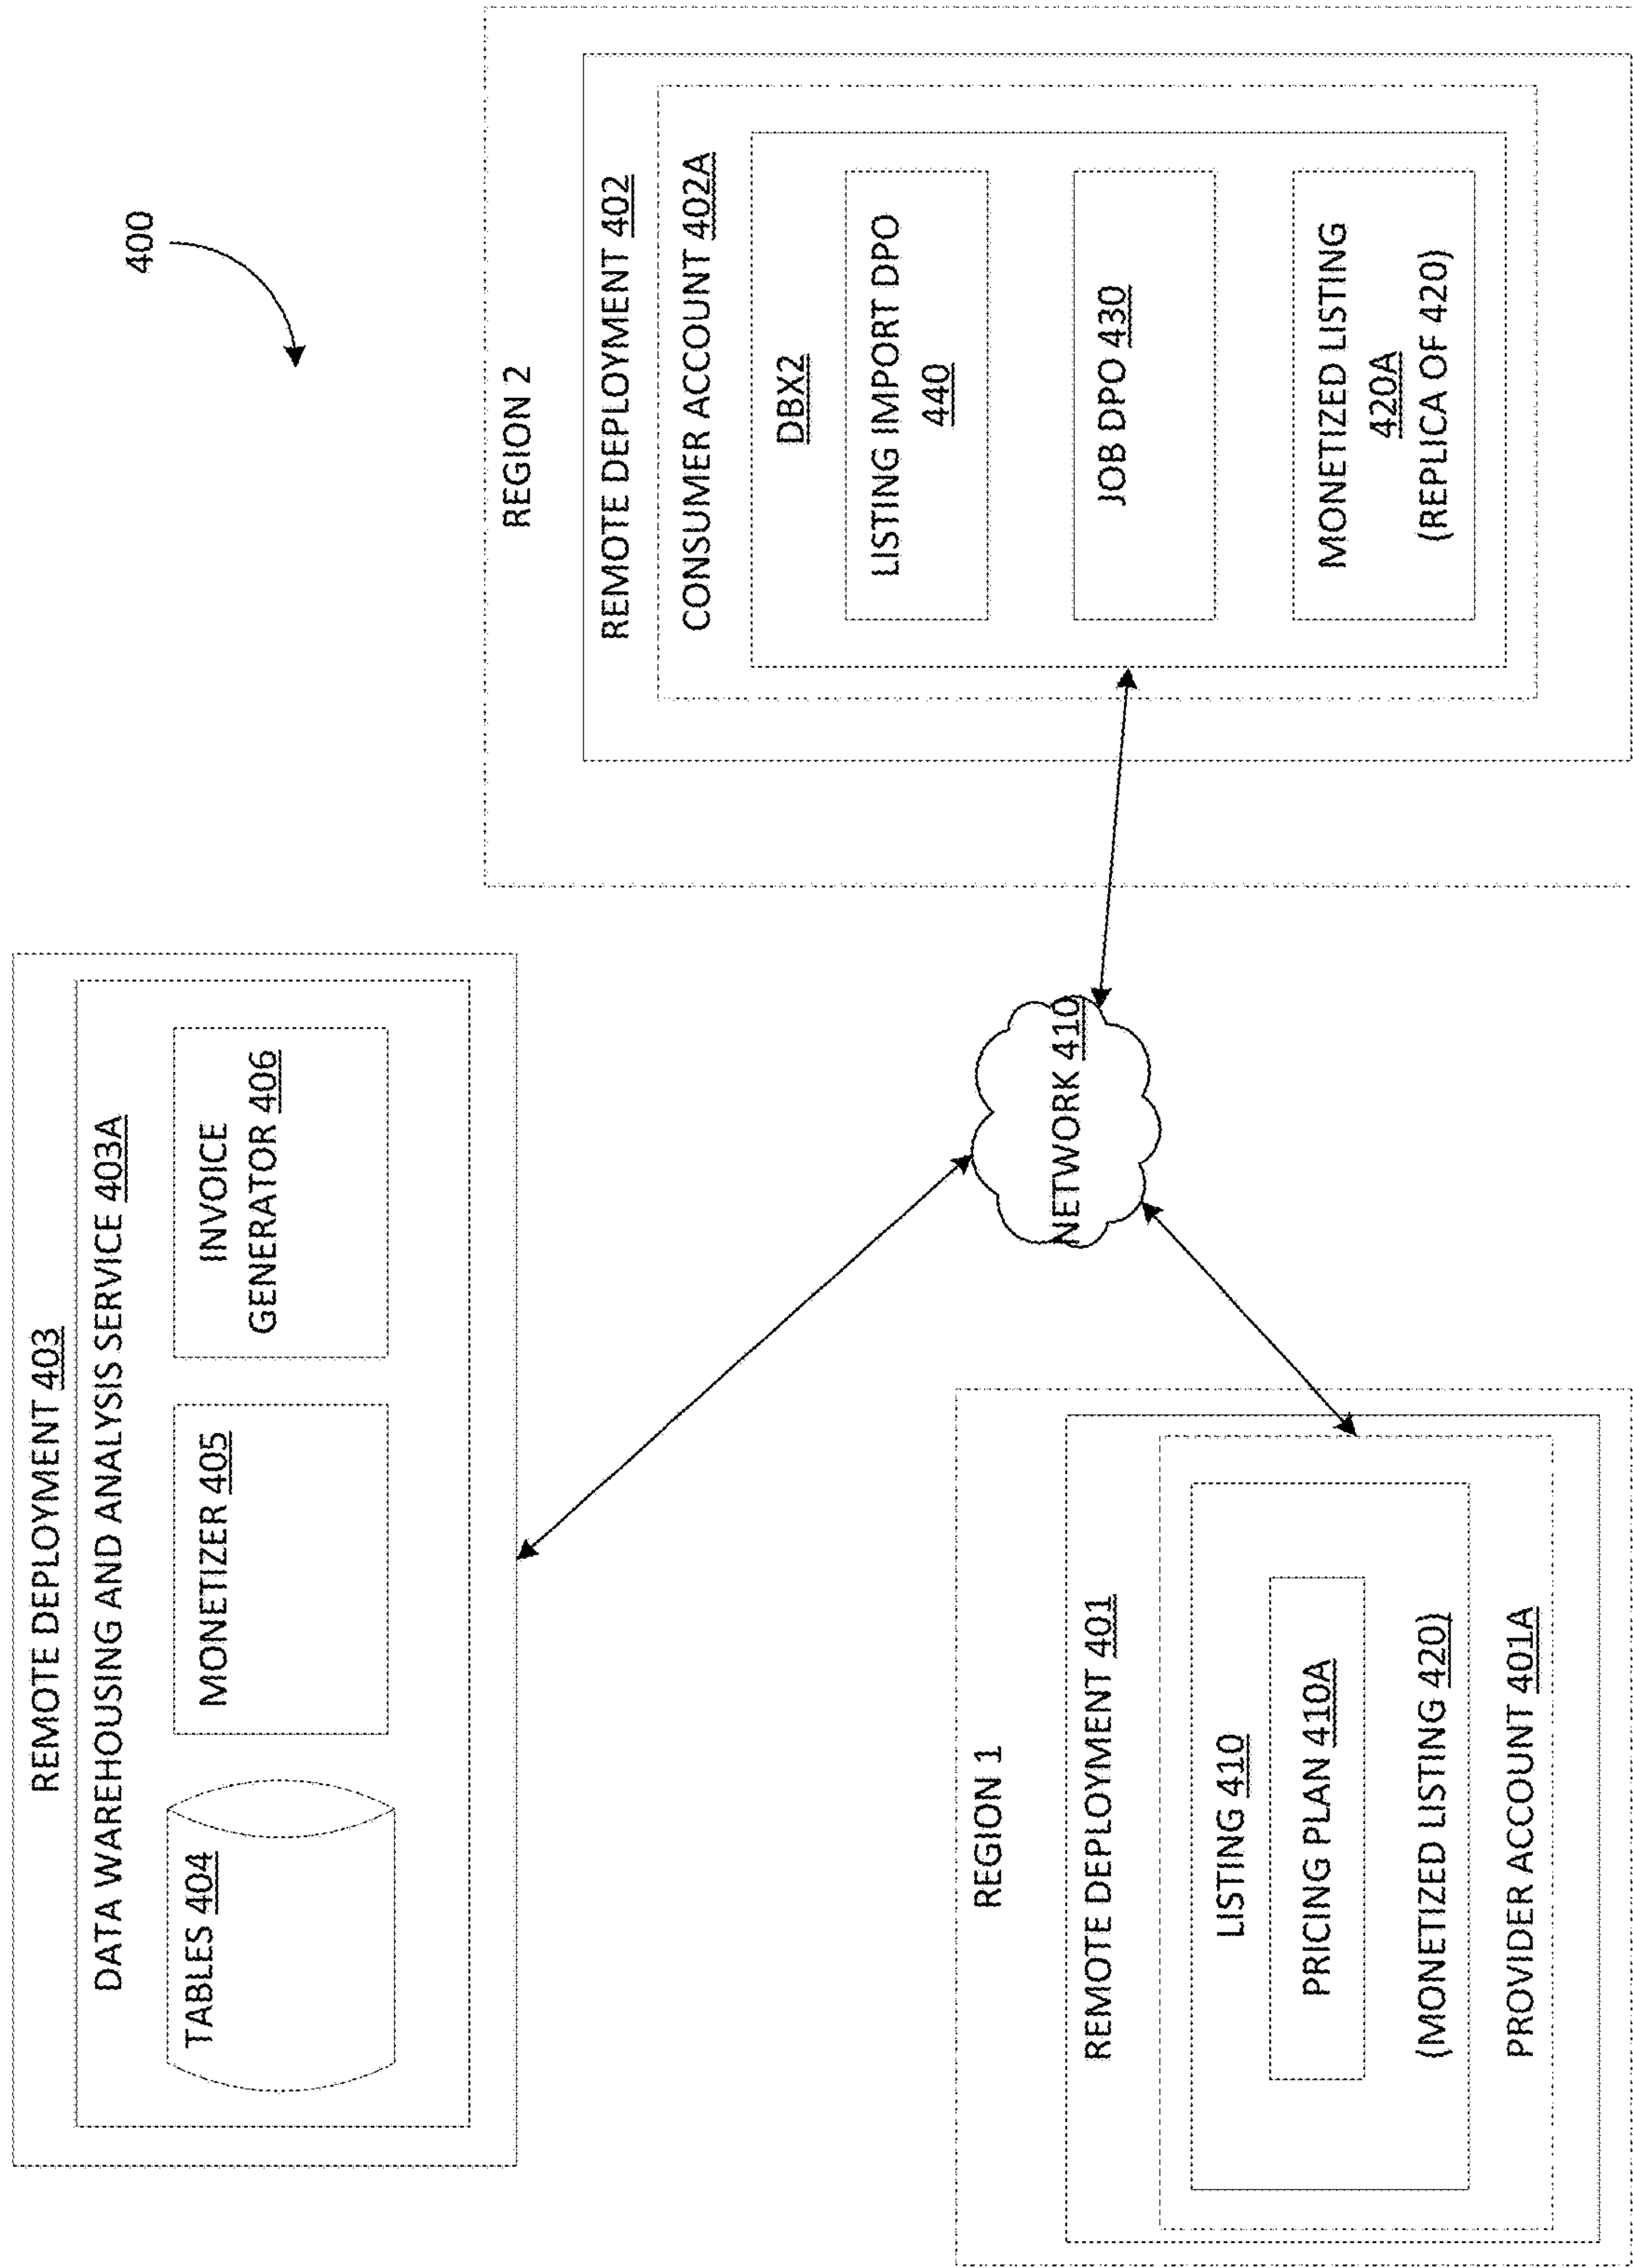 400
REMOTE DEPLOYMENT 403
DATA WAREHOUSING AND ANALYSIS SERVICE 403A
TABLES 404
MONETIZER 405
INVOICE
GENERATOR 406
NETWORK 410
REGION 1
REMOTE DEPLOYMENT 401
LISTING 410
PRICING PLAN 410A
(MONETIZED LISTING 420)
PROVIDER ACCOUNT 401A
REGION 2
REMOTE DEPLOYMENT 402
CONSUMER ACCOUNT 402A
DBX2
LISTING IMPORT DPO
440
JOB DPO 430
MONETIZED LISTING
420A
(REPLICA OF 420)